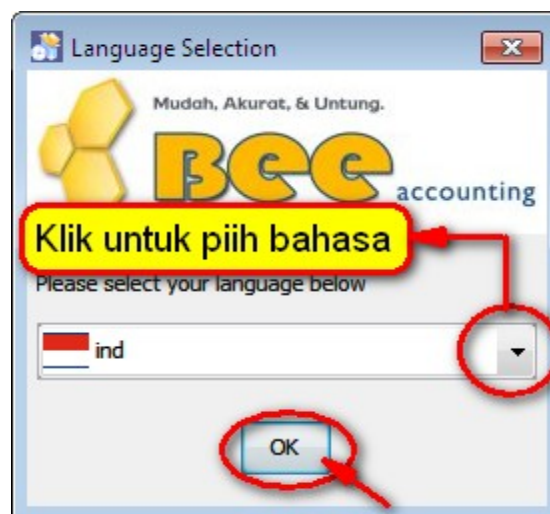 Language Selection
Mudah, Akurat, & Untung.
Bee
accounting
Klik untuk piih bahasa
Please select your language below
ind
OK